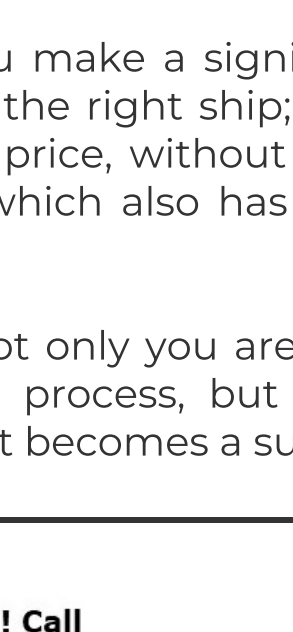 u make a signi
the right ship;
price, without
which also has
ot only you are
process, but
t becomes a su
! Call